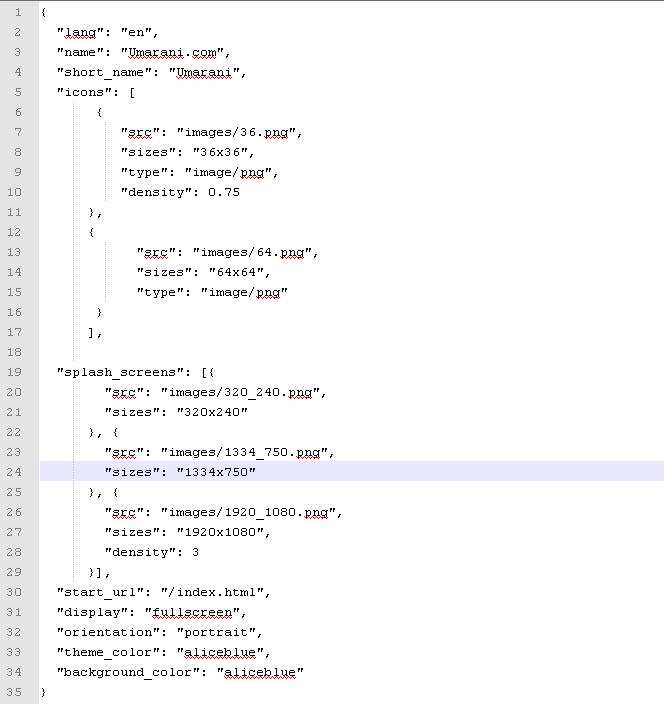 1 {
2 "lang": "en",
3 "name": "Umarani.com",
4 "short_name": "Umarani",
5 "icons": [
6 {
7 "src": "images/36.png",
8 "sizes": "36x36",
9 "type": "image/png",
10 "density": 0.75
11 },
12 {
13 "src": "images/64.png",
14 "sizes": "64x64",
15 "type": "image/png"
16 }
17 ],
18
19 "splash_screens": [{
20 "src": "images/320_240.png",
21 "sizes": "320x240"
22 }, {
23 "src": "images/1334_750.png",
24 "sizes": "1334x750"
25 }, {
26 "src": "images/1920_1080.png",
27 "sizes": "1920x1080",
28 "density": 3
29 }],
30 "start_url": "/index.html",
31 "display": "fullscreen",
32 "orientation": "portrait",
33 "theme_color": "aliceblue",
34 "background_color": "aliceblue"
35 }